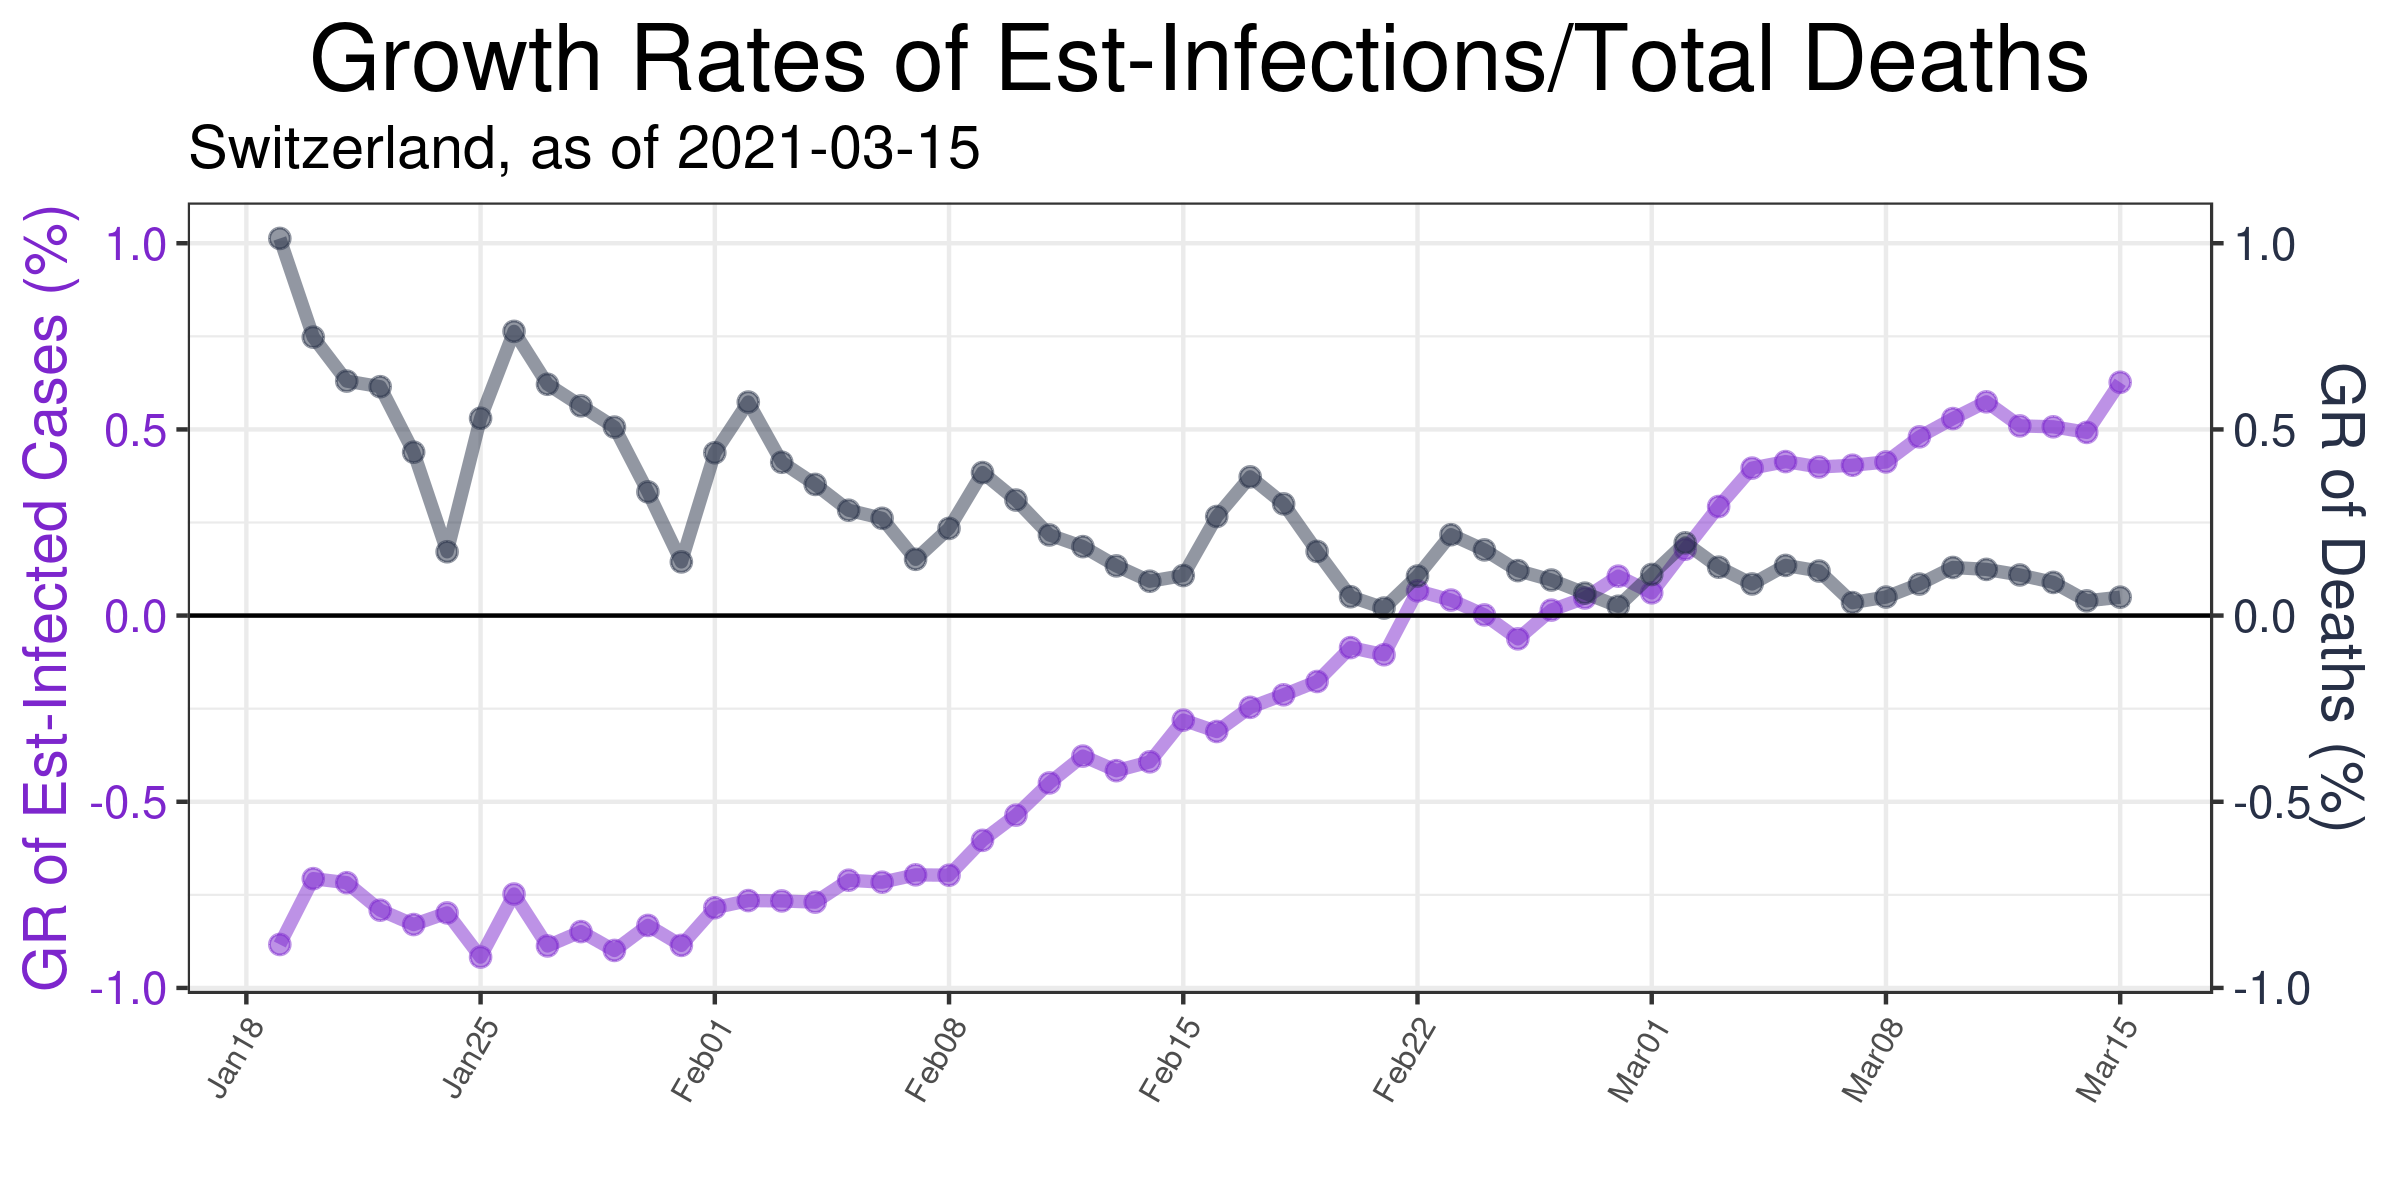 Growth Rates of Est-Infections/Total Deaths
Switzerland, as of 2021-03-15
GR of Est-Infected Cases (%)
1.0
0.5
0.0
-0.5
-1.0
1.0
0.5
0.0
-0.5
-1.0
GR of Deaths (%)
Jan18
Jan25
Feb01
Feb08
Feb15
Feb22
Mar01
Mar08
Mar15